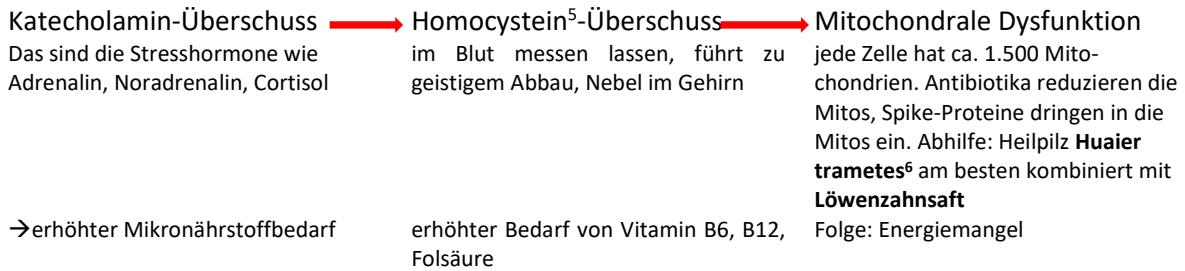 Katecholamin-Überschuss
Das sind die Stresshormone wie
Adrenalin, Noradrenalin, Cortisol
→erhöhter Mikronährstoffbedarf
Homocystein⁵-Überschuss
im Blut messen lassen, führt zu
geistigem Abbau, Nebel im Gehirn
erhöhter Bedarf von Vitamin B6, B12,
Folsäure
Mitochondrale Dysfunktion
jede Zelle hat ca. 1.500 Mito-
chondrien. Antibiotika reduzieren die
Mitos, Spike-Proteine dringen in die
Mitos ein. Abhilfe: Heilpilz Huaier
trametes⁶ am besten kombiniert mit
Löwenzahnsaft
Folge: Energiemangel